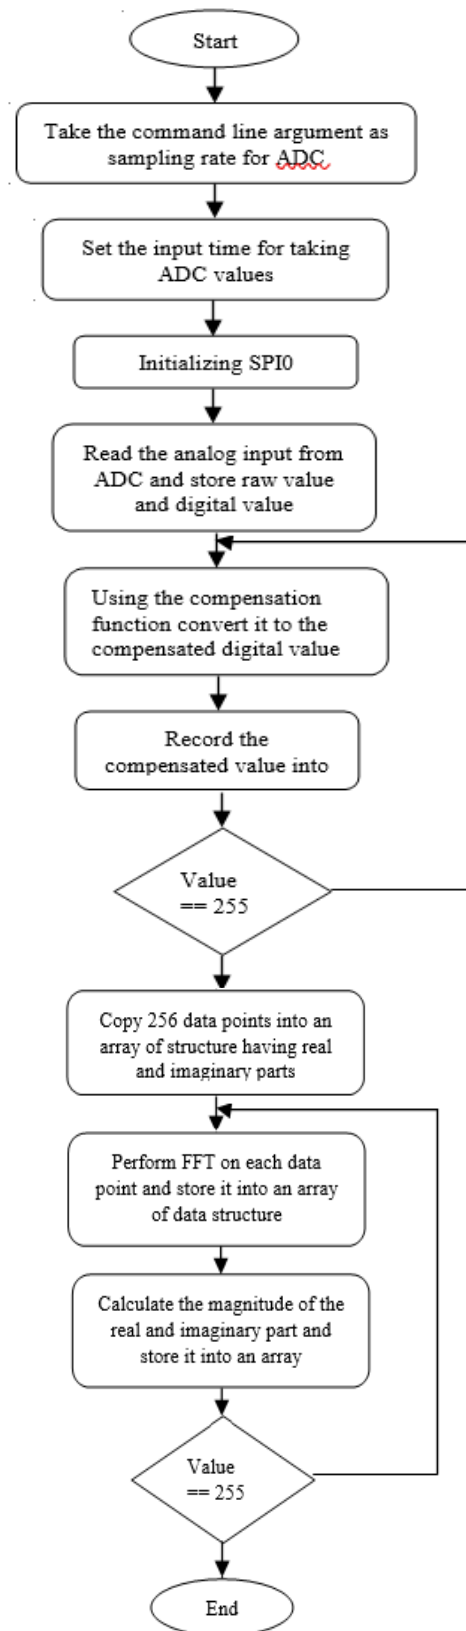 Start
Take the command line argument as
sampling rate for ADC
Set the input time for taking
ADC values
Initializing SPI0
Read the analog input from
ADC and store raw value
and digital value
Using the compensation
function convert it to the
compensated digital value
Record the
compensated value into
Value
== 255
Copy 256 data points into an
array of structure having real
and imaginary parts
Perform FFT on each data
point and store it into an array
of data structure
Calculate the magnitude of the
real and imaginary part and
store it into an array
Value
== 255
End